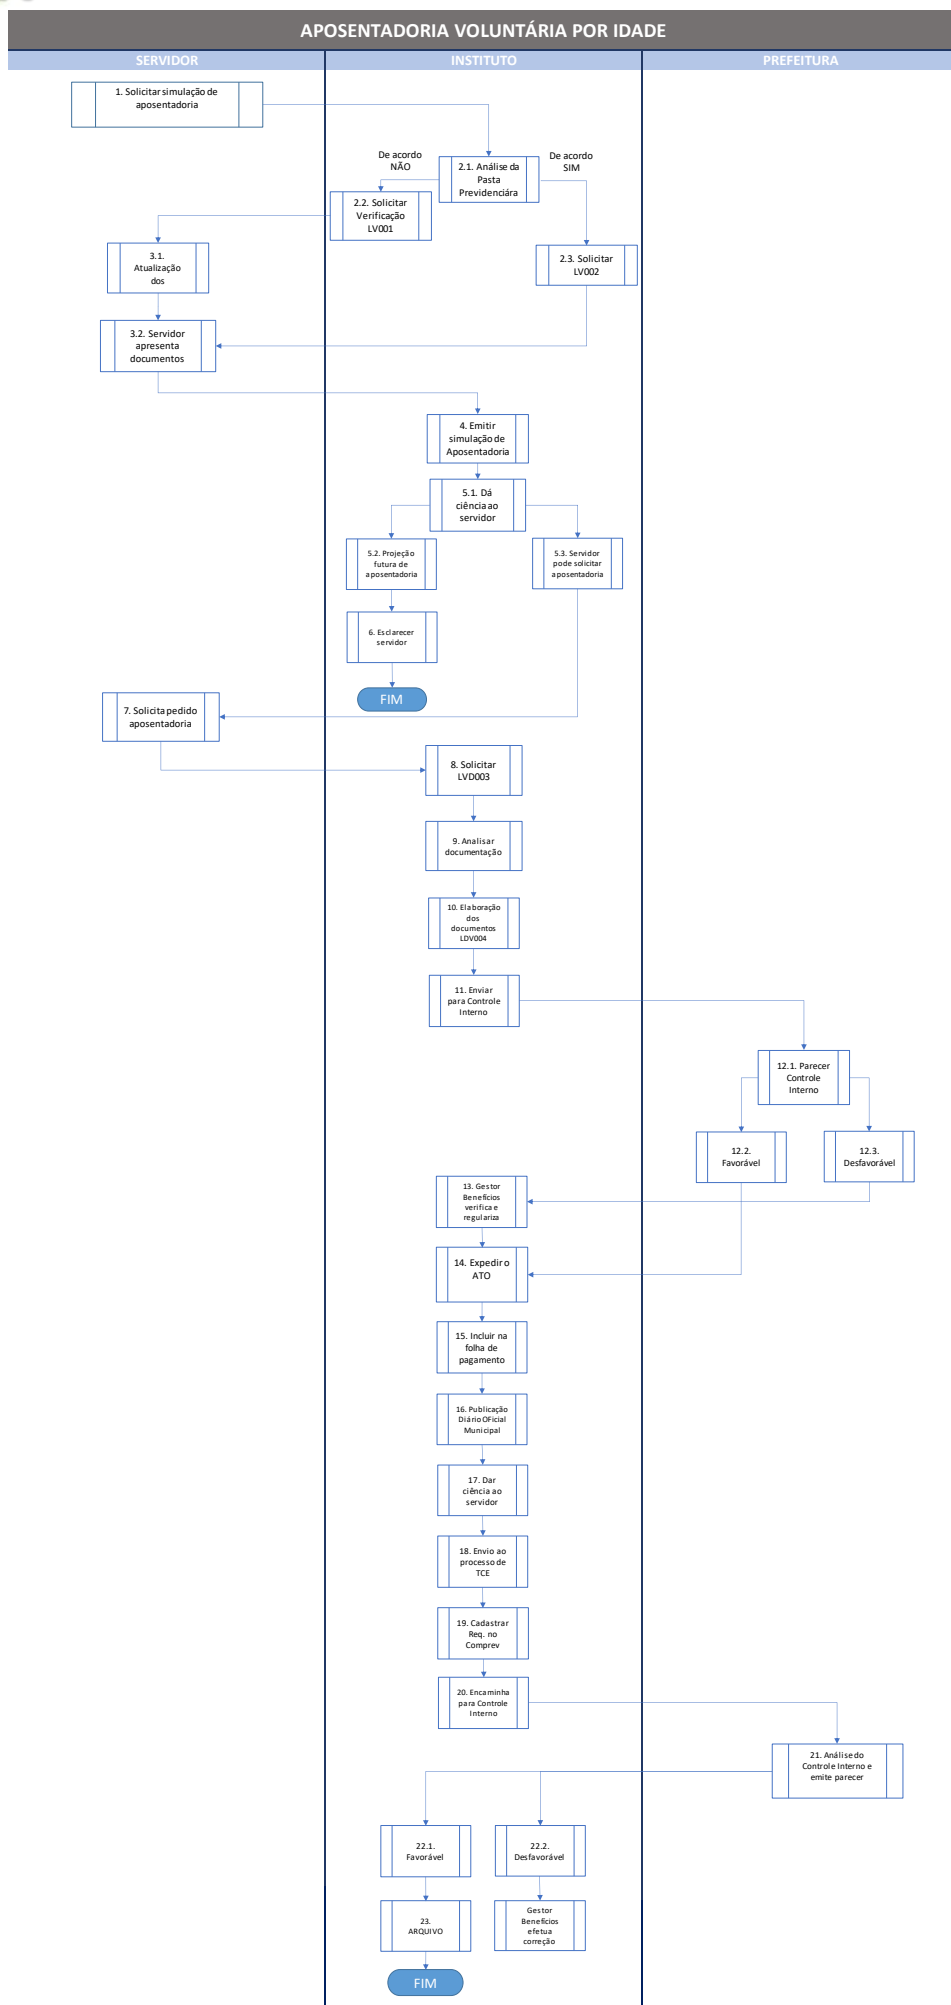 APOSENTADORIA VOLUNTÁRIA POR IDADE
SERVIDOR
INSTITUTO
PREFEITURA
1. Solicitar simulação de
aposentadoria
De acordo
NÃO
2.1. Análise da
Pasta
Previdenciára
De acordo
SIM
2.2. Solicitar
Verificação
LV001
3.1.
Atualização
dos
2.3. Solicitar
LV002
3.2. Servidor
apresenta
documentos
4. Emitir
simulação de
Aposentadoria
5.1. Dá
ciência ao
servidor
5.2. Projeção
futura de
aposentadoria
5.3. Servidor
pode solicitar
aposentadoria
6. Esclarecer
servidor
FIM
7. Solicita pedido
aposentadoria
8. Solicitar
LVD003
9. Analisar
documentação
10. Elaboração
dos
documentos
LDV004
11. Enviar
para Controle
Interno
12.1. Parecer
Controle
Interno
12.2.
Favorável
12.3.
Desfavorável
13. Gestor
Benefícios
verifica e
regulariza
14. Expedir o
ATO
15. Incluir na
folha de
pagamento
16. Publicação
Diário OFicial
Municipal
17. Dar
ciência ao
servidor
18. Envio ao
processo de
TCE
19. Cadastrar
Req. no
Comprev
20. Encaminha
para Controle
Interno
21. Análise do
Controle Interno e
emite parecer
22.1.
Favorável
22.2.
Desfavorável
23.
ARQUIVO
Gestor
Benefícios
efetua
correção
FIM